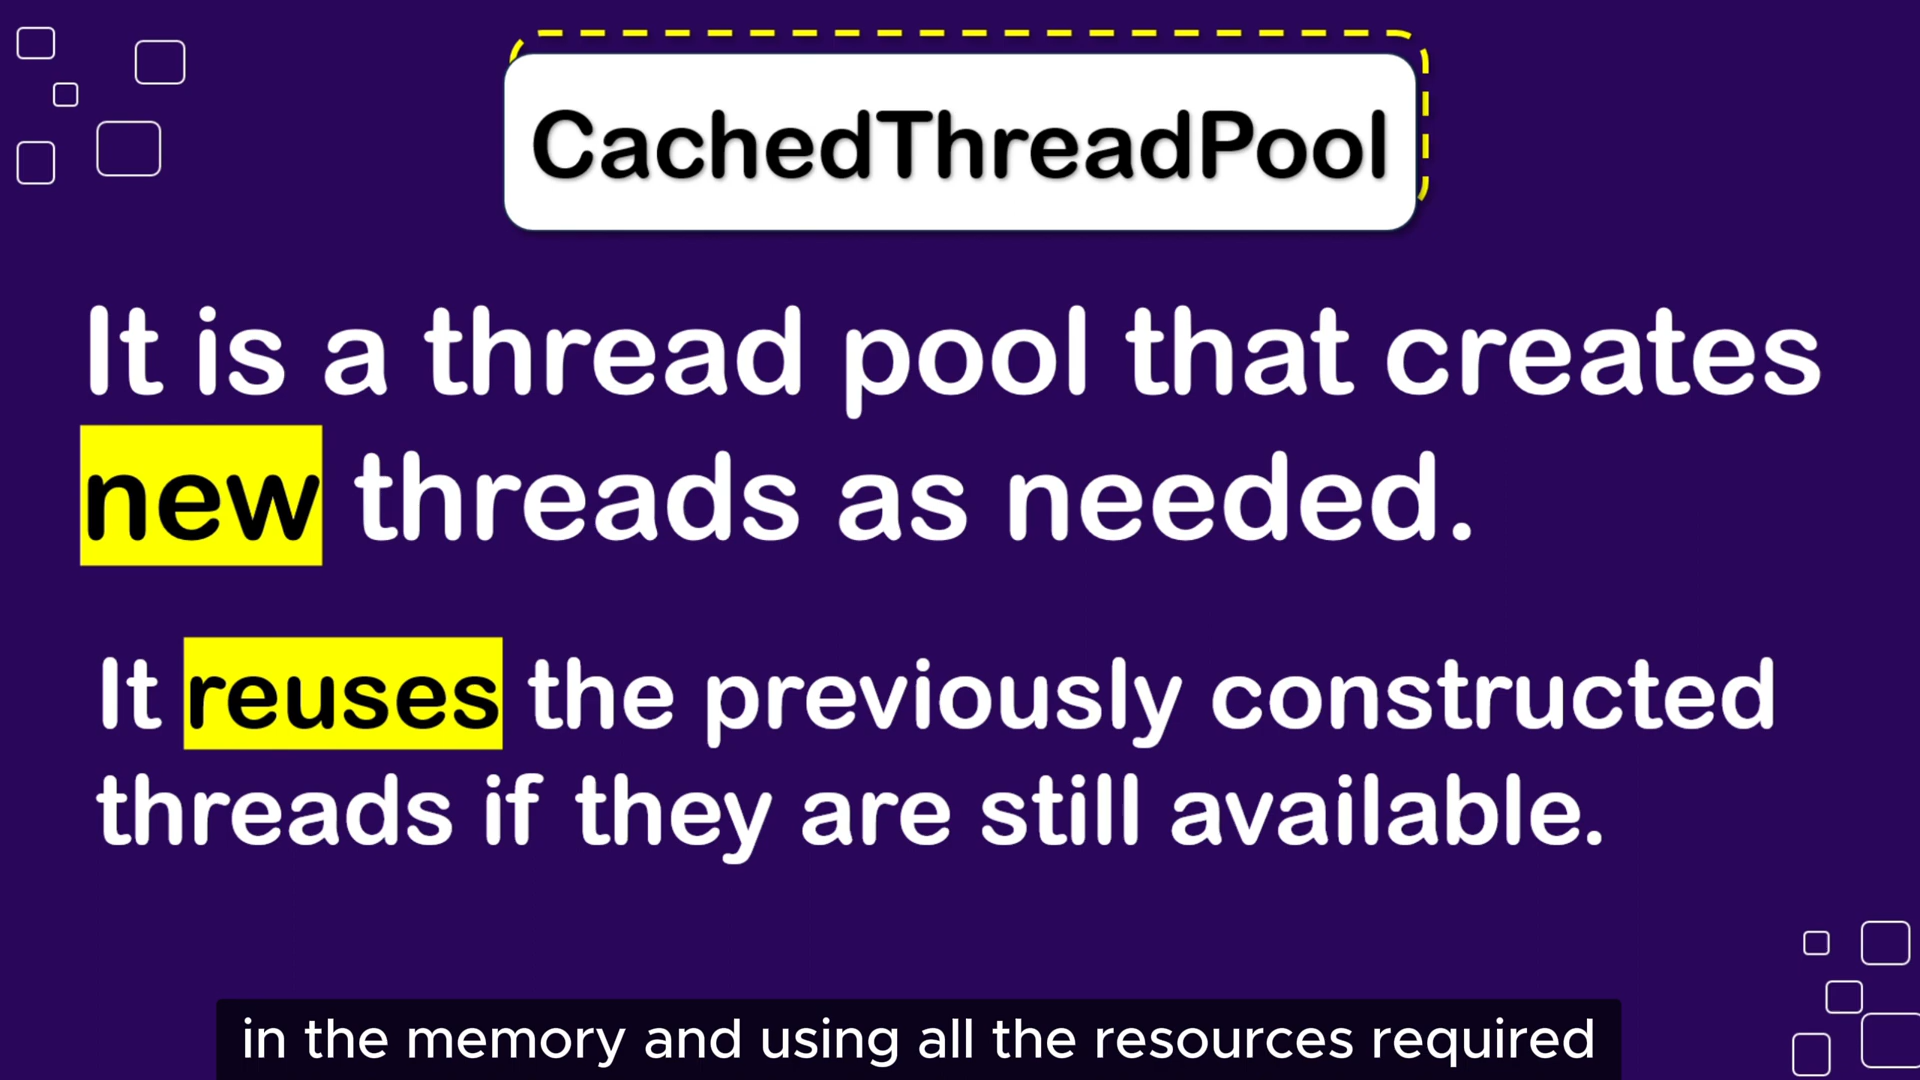 CachedThreadPool
It is a thread pool that creates
new threads as needed.
It reuses the previously constructed
threads if they are still available.
in the memory and using all the resources required